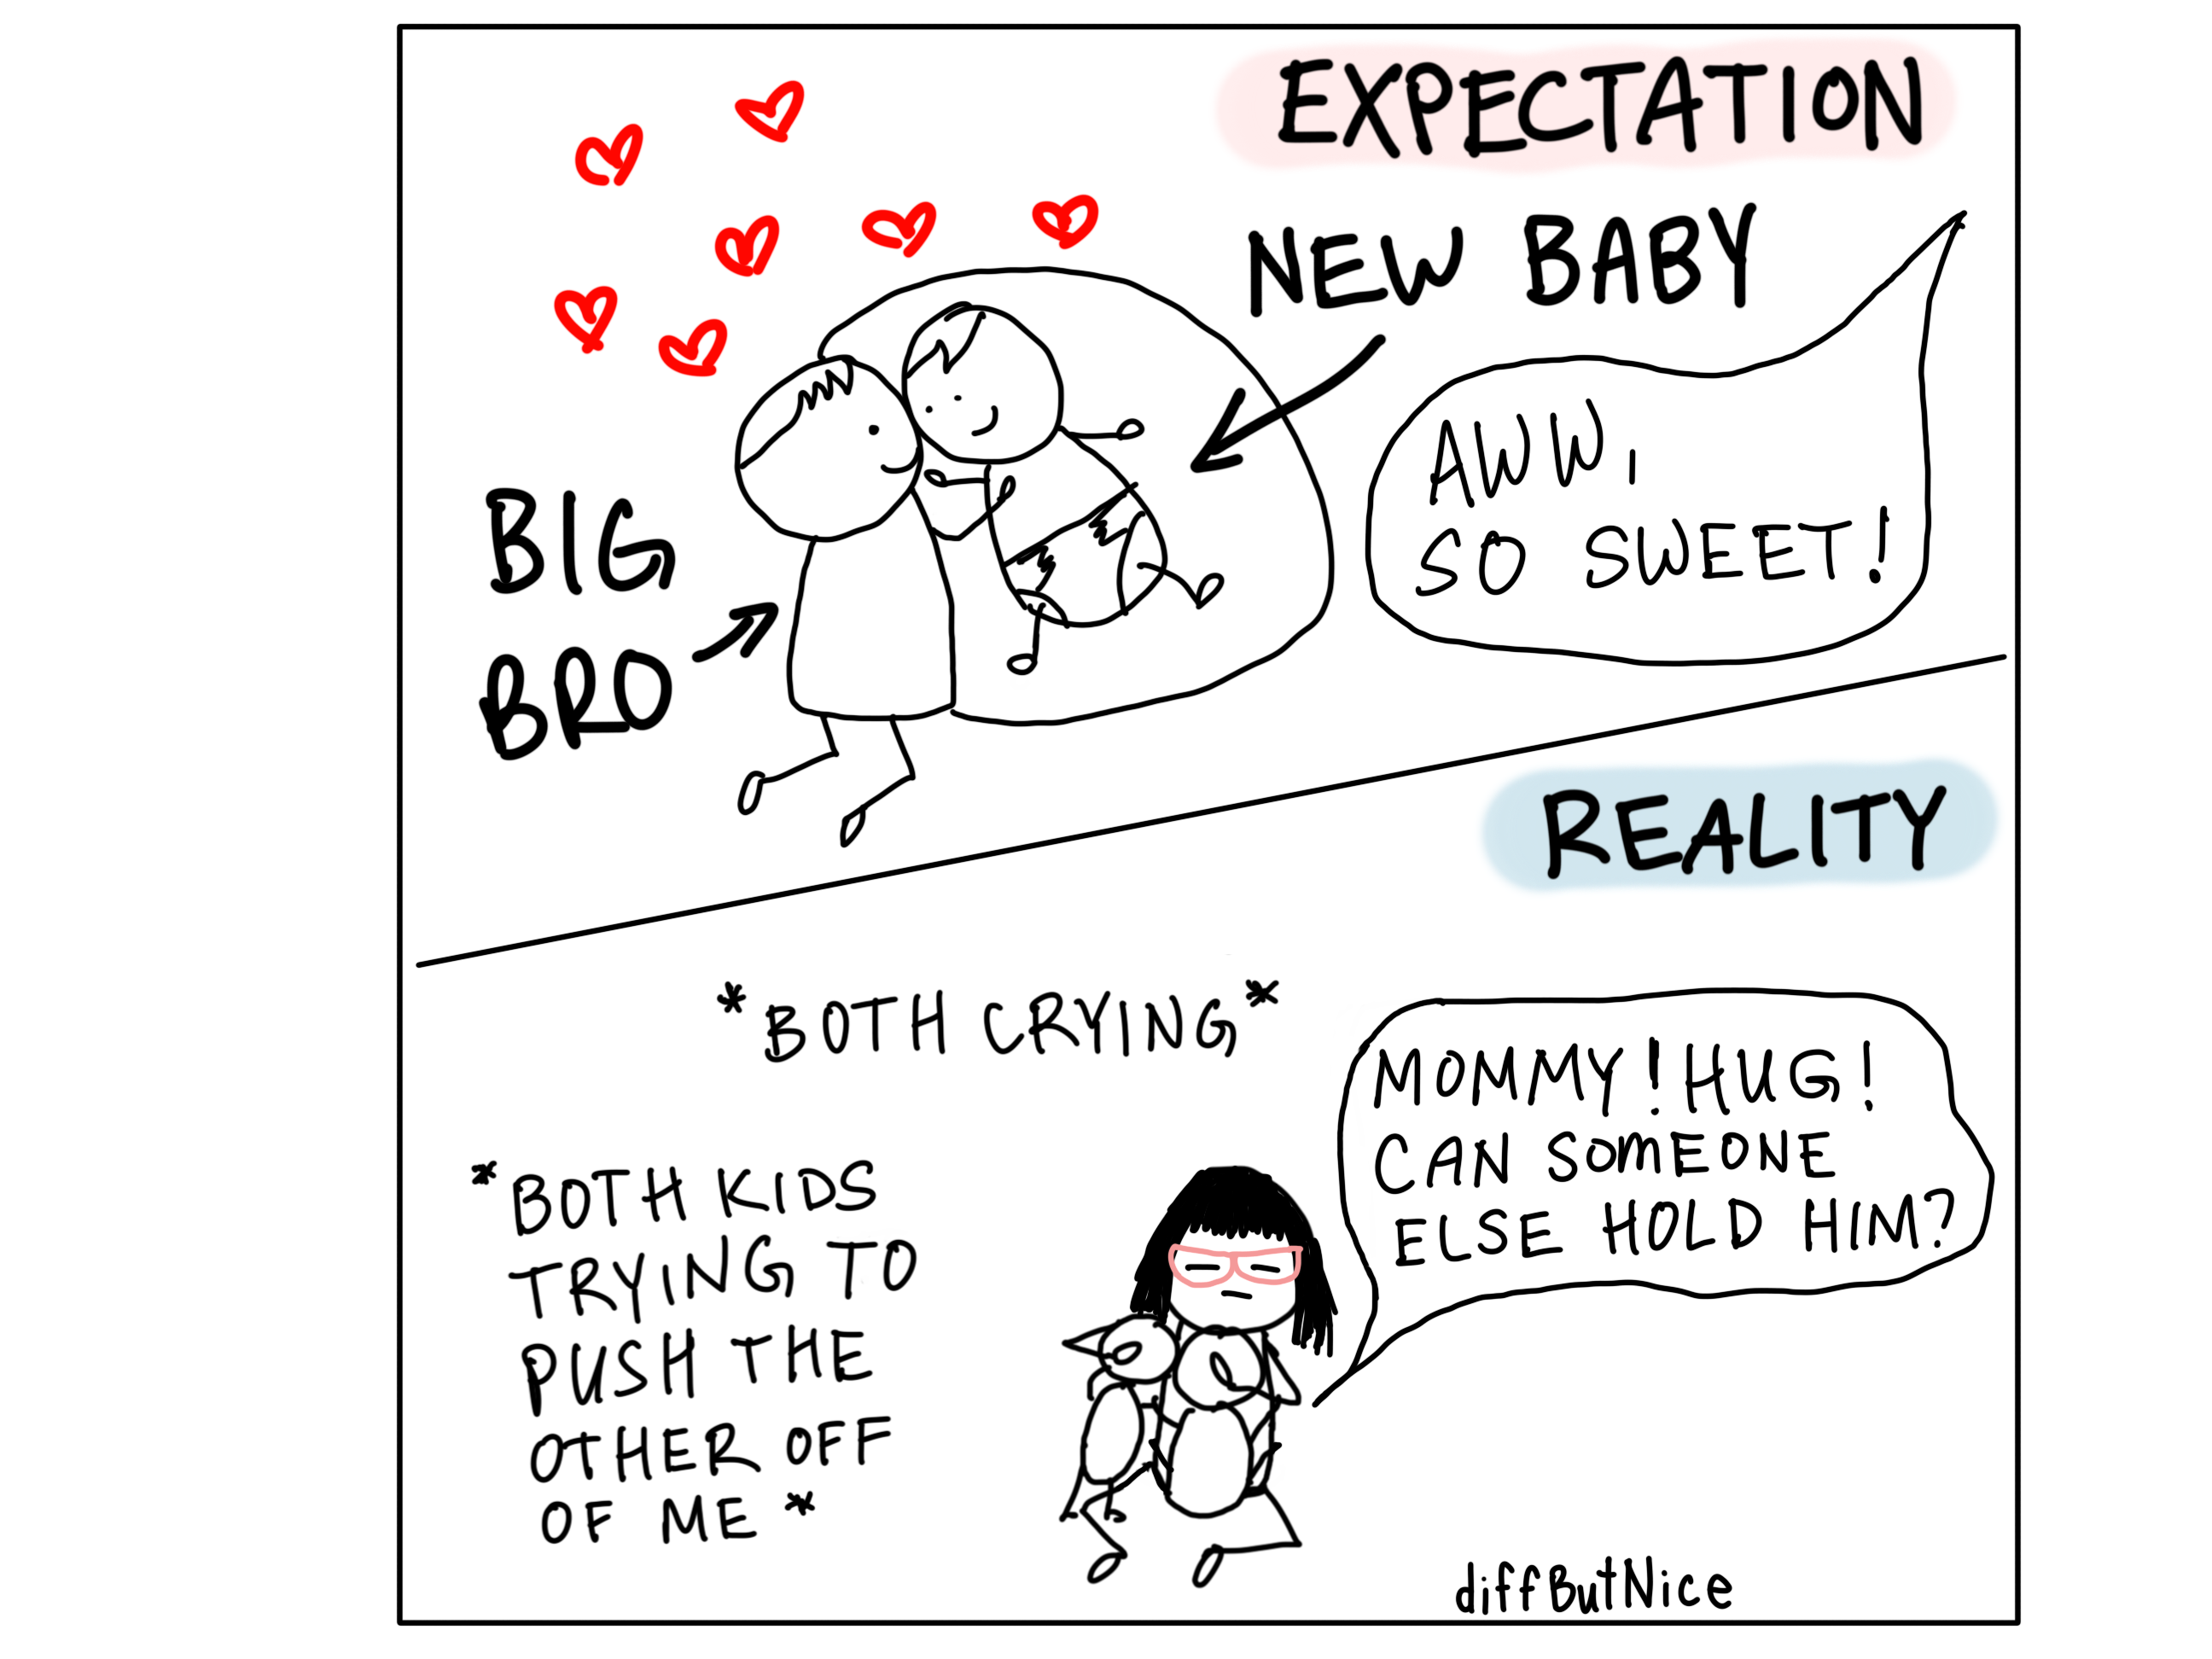 EXPECTATION
NEW BABY
AWW,
SO SWEET!
BIG
BRO
REALITY
*BOTH CRYING*
MOMMY! HUG!
CAN SOMEONE
ELSE HOLD HIM?
*BOTH KIDS
TRYING TO
PUSH THE
OTHER OFF
OF ME*
diffButNice